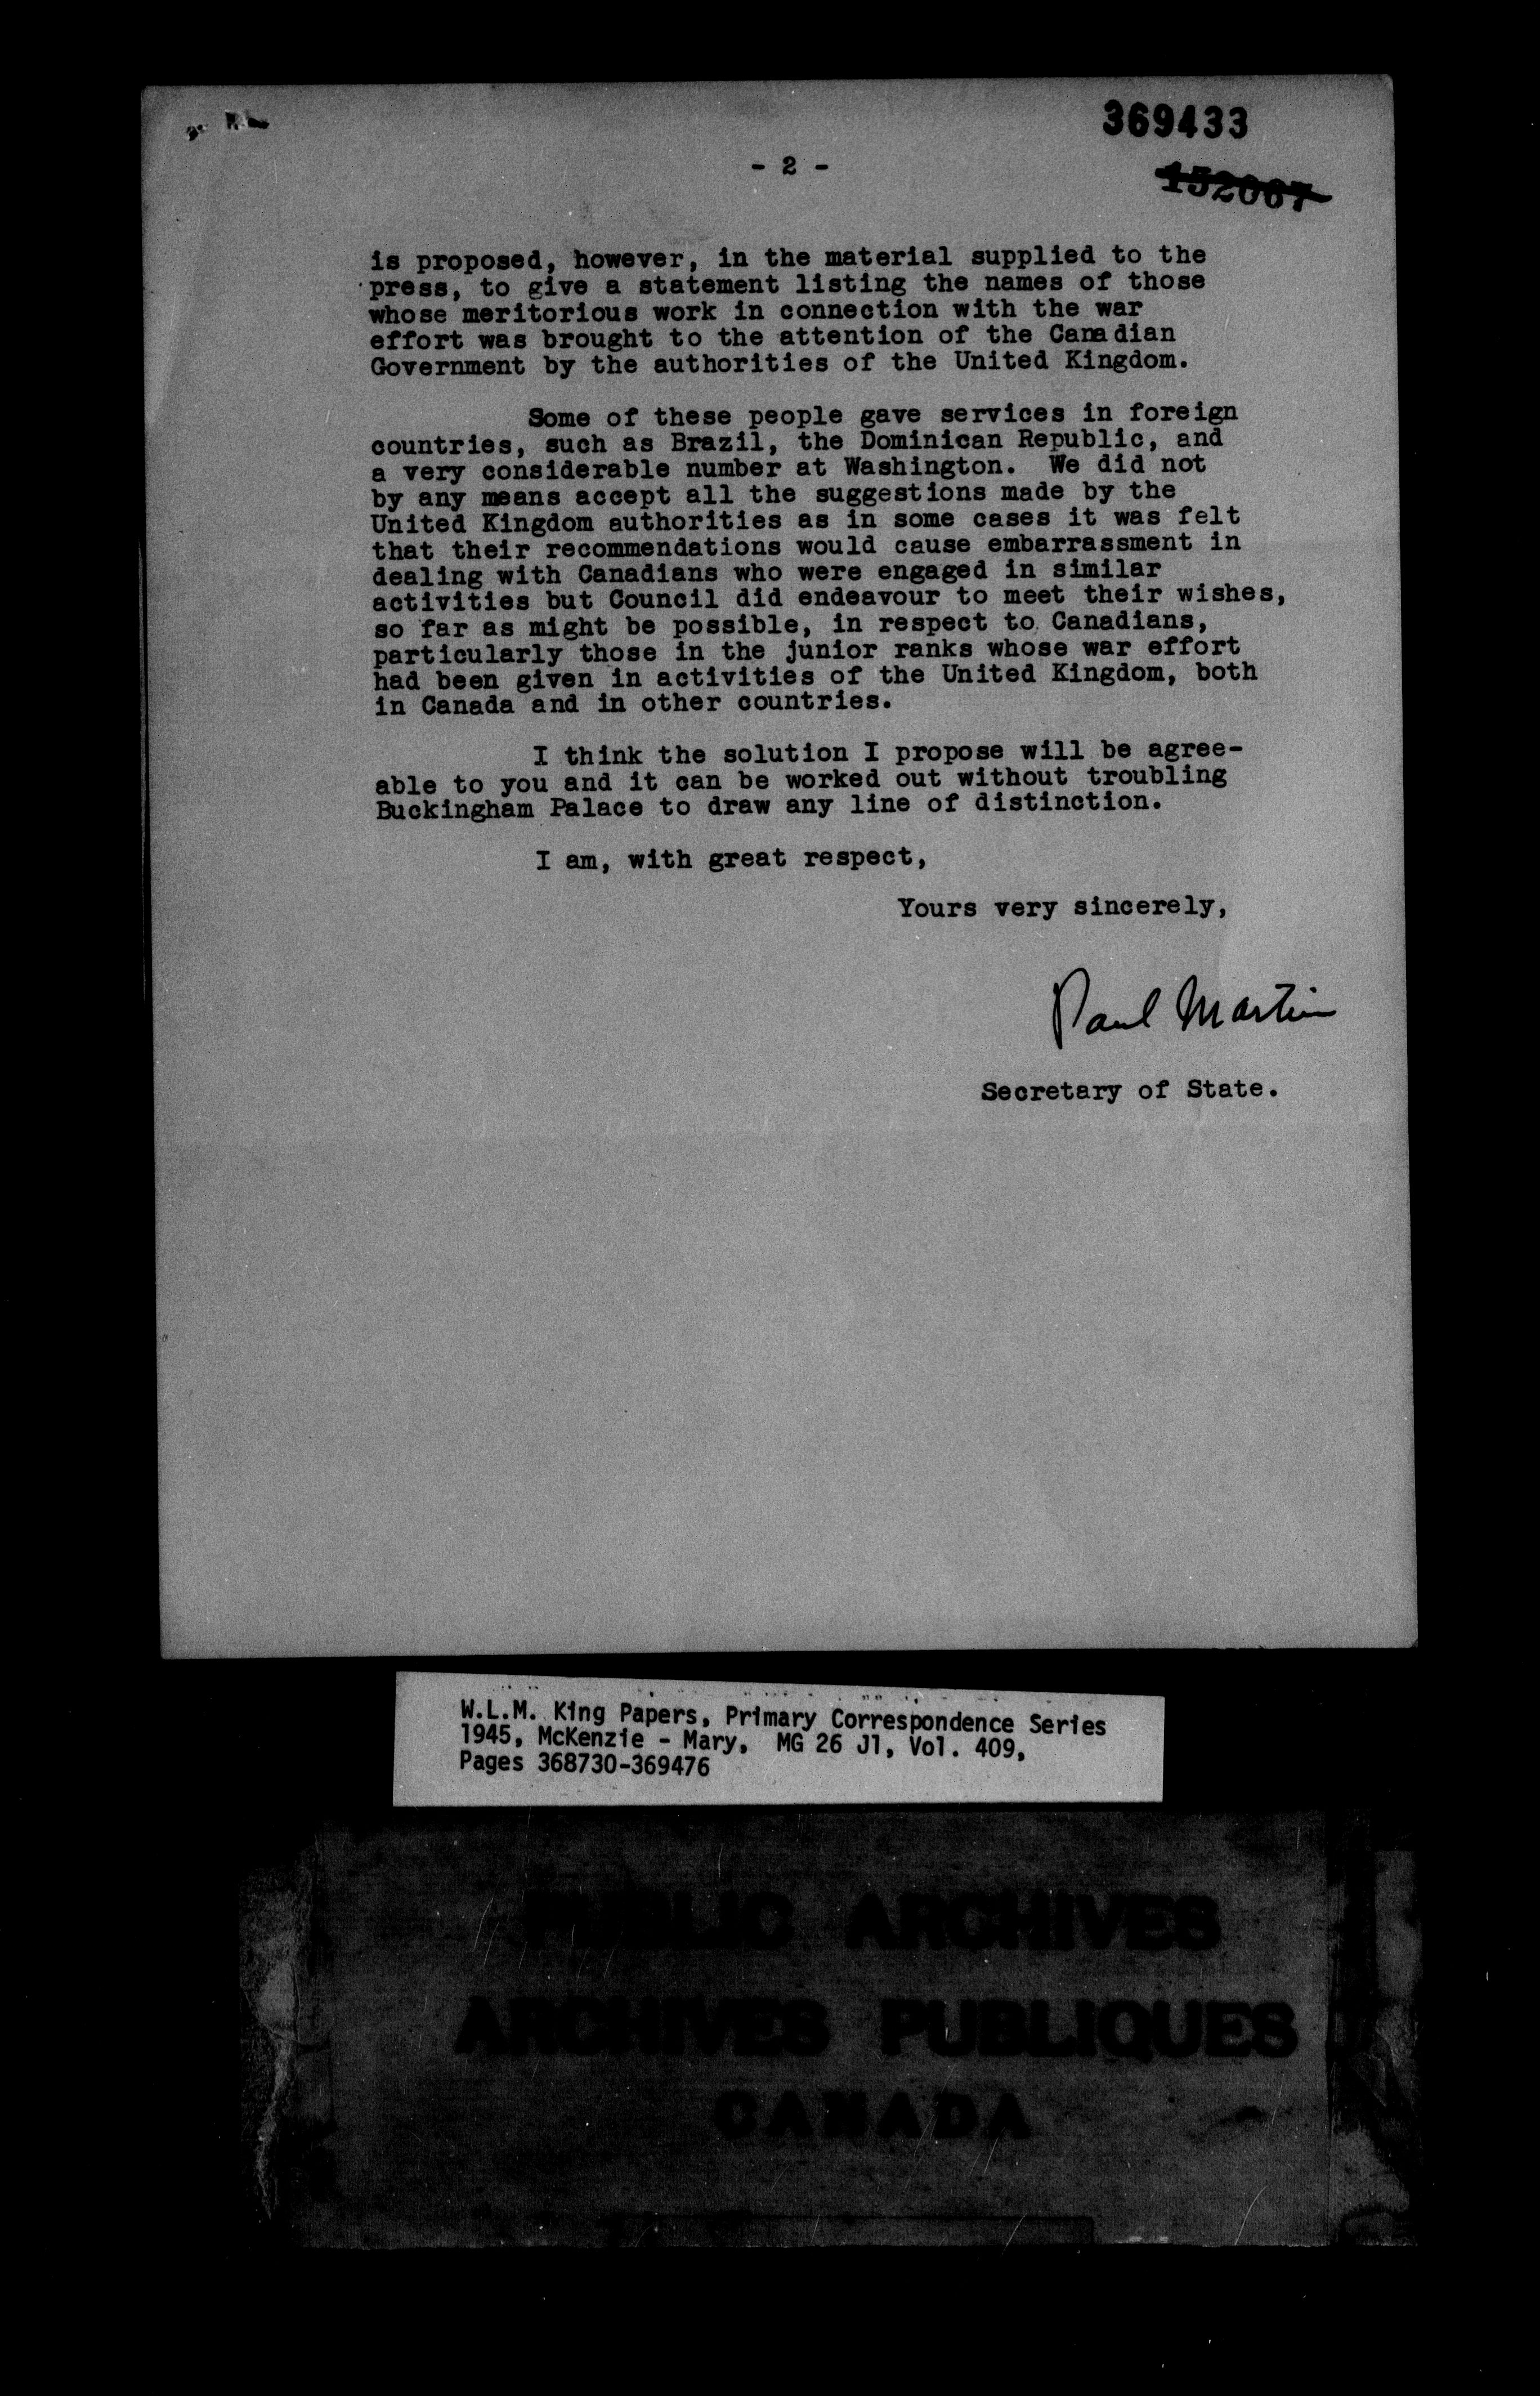 369433
- 2 -
152067
is proposed, however, in the material supplied to the
press, to give a statement listing the names of those
whose meritorious work in connection with the war
effort was brought to the attention of the Canadian
Government by the authorities of the United Kingdom.
Some of these people gave services in foreign
countries, such as Brazil, the Dominican Republic, and
a very considerable number at Washington. We did not
by any means accept all the suggestions made by the
United Kingdom authorities as in some cases it was felt
that their recommendations would cause embarrassment in
dealing with Canadians who were engaged in similar
activities but Council did endeavour to meet their wishes,
so far as might be possible, in respect to Canadians,
particularly those in the junior ranks whose war effort
had been given in activities of the United Kingdom, both
in Canada and in other countries.
I think the solution I propose will be agree-
able to you and it can be worked out without troubling
Buckingham Palace to draw any line of distinction.
I am, with great respect,
Yours very sincerely,
Paul Martin
Secretary of State.
W.L.M. King Papers, Primary Correspondence Series
1945, McKenzie - Mary, MG 26 J1, Vol. 409,
Pages 368730-369476
PUBLIC ARCHIVES
ARCHIVES PUBLIQUES
CANADA